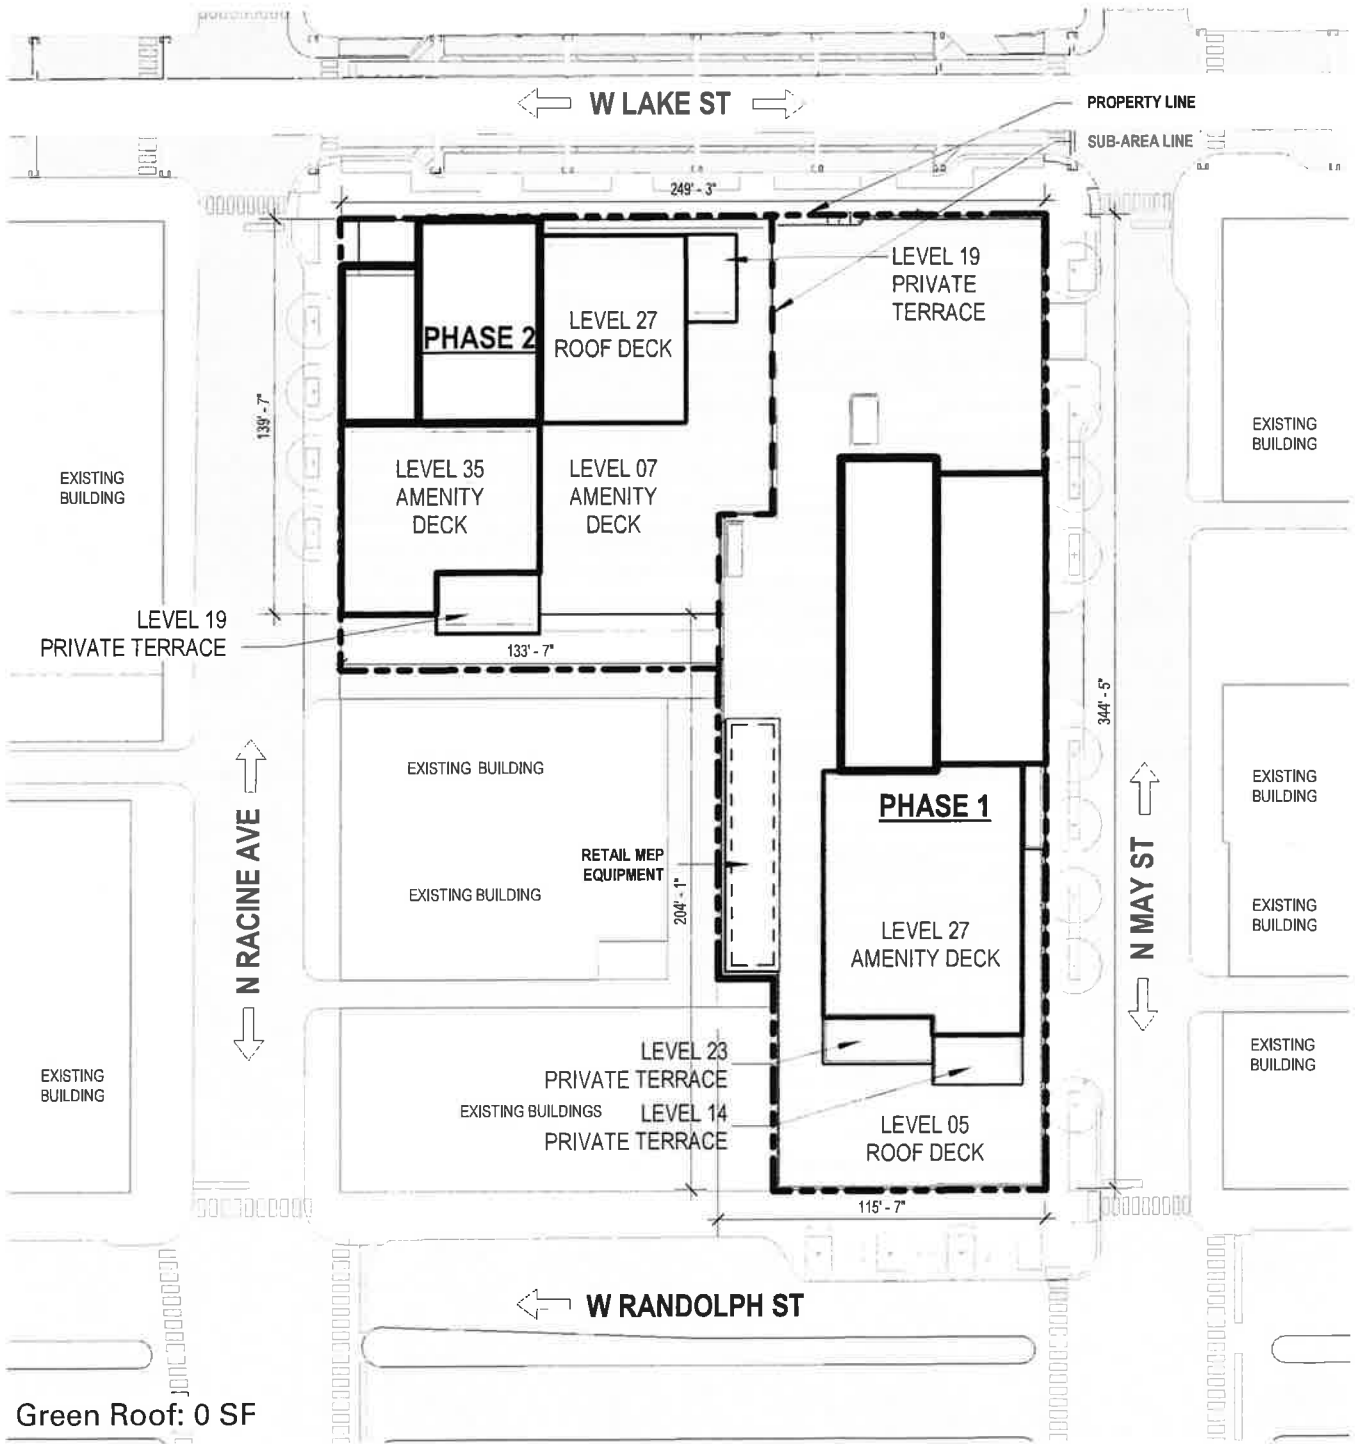 W LAKE ST
PROPERTY LINE
SUB-AREA LINE
249' - 3"
LEVEL 19
PRIVATE
TERRACE
LEVEL 27
ROOF DECK
PHASE 2
139' - 7"
EXISTING
BUILDING
EXISTING
BUILDING
LEVEL 35
AMENITY
DECK
LEVEL 07
AMENITY
DECK
LEVEL 19
PRIVATE TERRACE
133' - 7"
344' - 5"
EXISTING BUILDING
EXISTING
BUILDING
PHASE 1
N RACINE AVE
RETAIL MEP
EQUIPMENT
EXISTING BUILDING
204' - 1"
N MAY ST
EXISTING
BUILDING
LEVEL 27
AMENITY DECK
LEVEL 23
PRIVATE TERRACE
EXISTING
BUILDING
EXISTING
BUILDING
EXISTING BUILDINGS
LEVEL 14
PRIVATE TERRACE
LEVEL 05
ROOF DECK
115' - 7"
W RANDOLPH ST
Green Roof: 0 SF